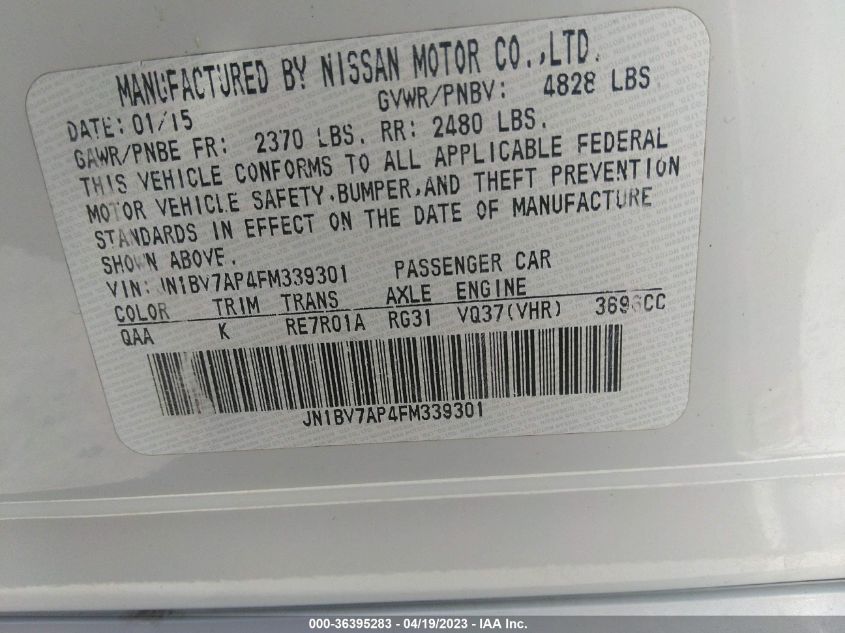 MANUFACTURED BY NISSAN MOTOR CO.,LTD.
DATE: 01/15 GVWR/PNBV: 4828 LBS
GAWR/PNBE FR: 2370 LBS. RR: 2480 LBS.
THIS VEHICLE CONFORMS TO ALL APPLICABLE FEDERAL
MOTOR VEHICLE SAFETY,BUMPER,AND THEFT PREVENTION
STANDARDS IN EFFECT ON THE DATE OF MANUFACTURE
SHOWN ABOVE.
VIN: JN1BV7AP4FM339301 PASSENGER CAR
COLOR TRIM TRANS AXLE ENGINE
QAA K RE7R01A RG31 VQ37(VHR) 3696CC
JN1BV7AP4FM339301
000-36395283 - 04/19/2023 - IAA Inc.